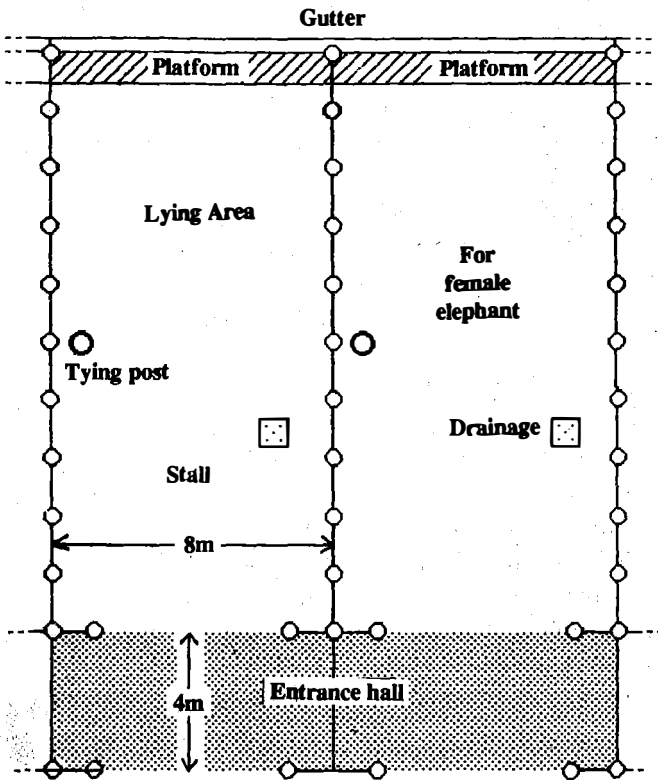 Gutter
Platform
Platform
Lying Area
For
female
elephant
Tying post
Drainage
Stall
8m
4m
Entrance hall